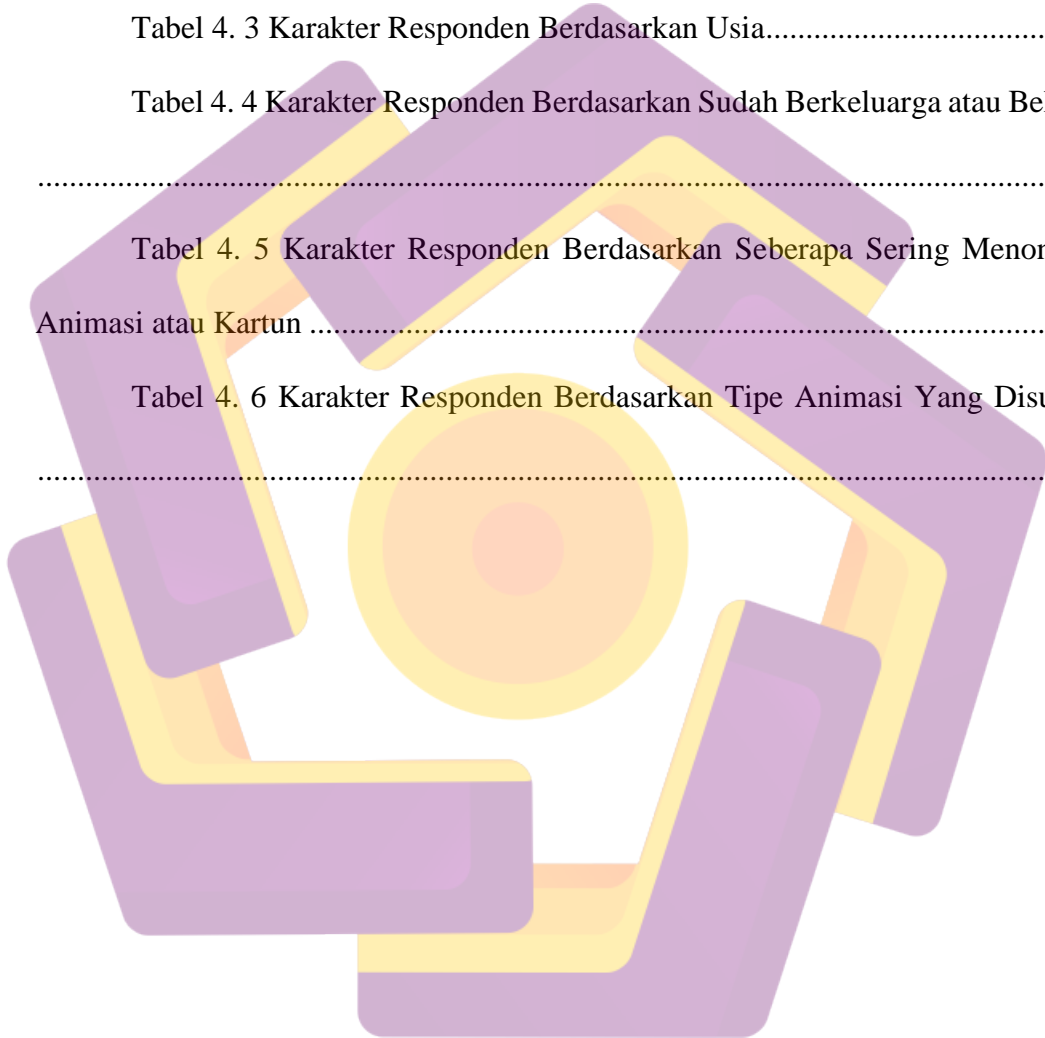 Tabel 4. 3 Karakter Responden Berdasarkan Usia...................................
Tabel 4. 4 Karakter Responden Berdasarkan Sudah Berkeluarga atau
................................................................................................................................
Tabel 4. 5 Karakter Responden Berdasarkan Seberapa Sering
Animasi atau Kartun ............................................................................................
Tabel 4. 6 Karakter Responden Berdasarkan Tipe Animasi Yang
................................................................................................................................